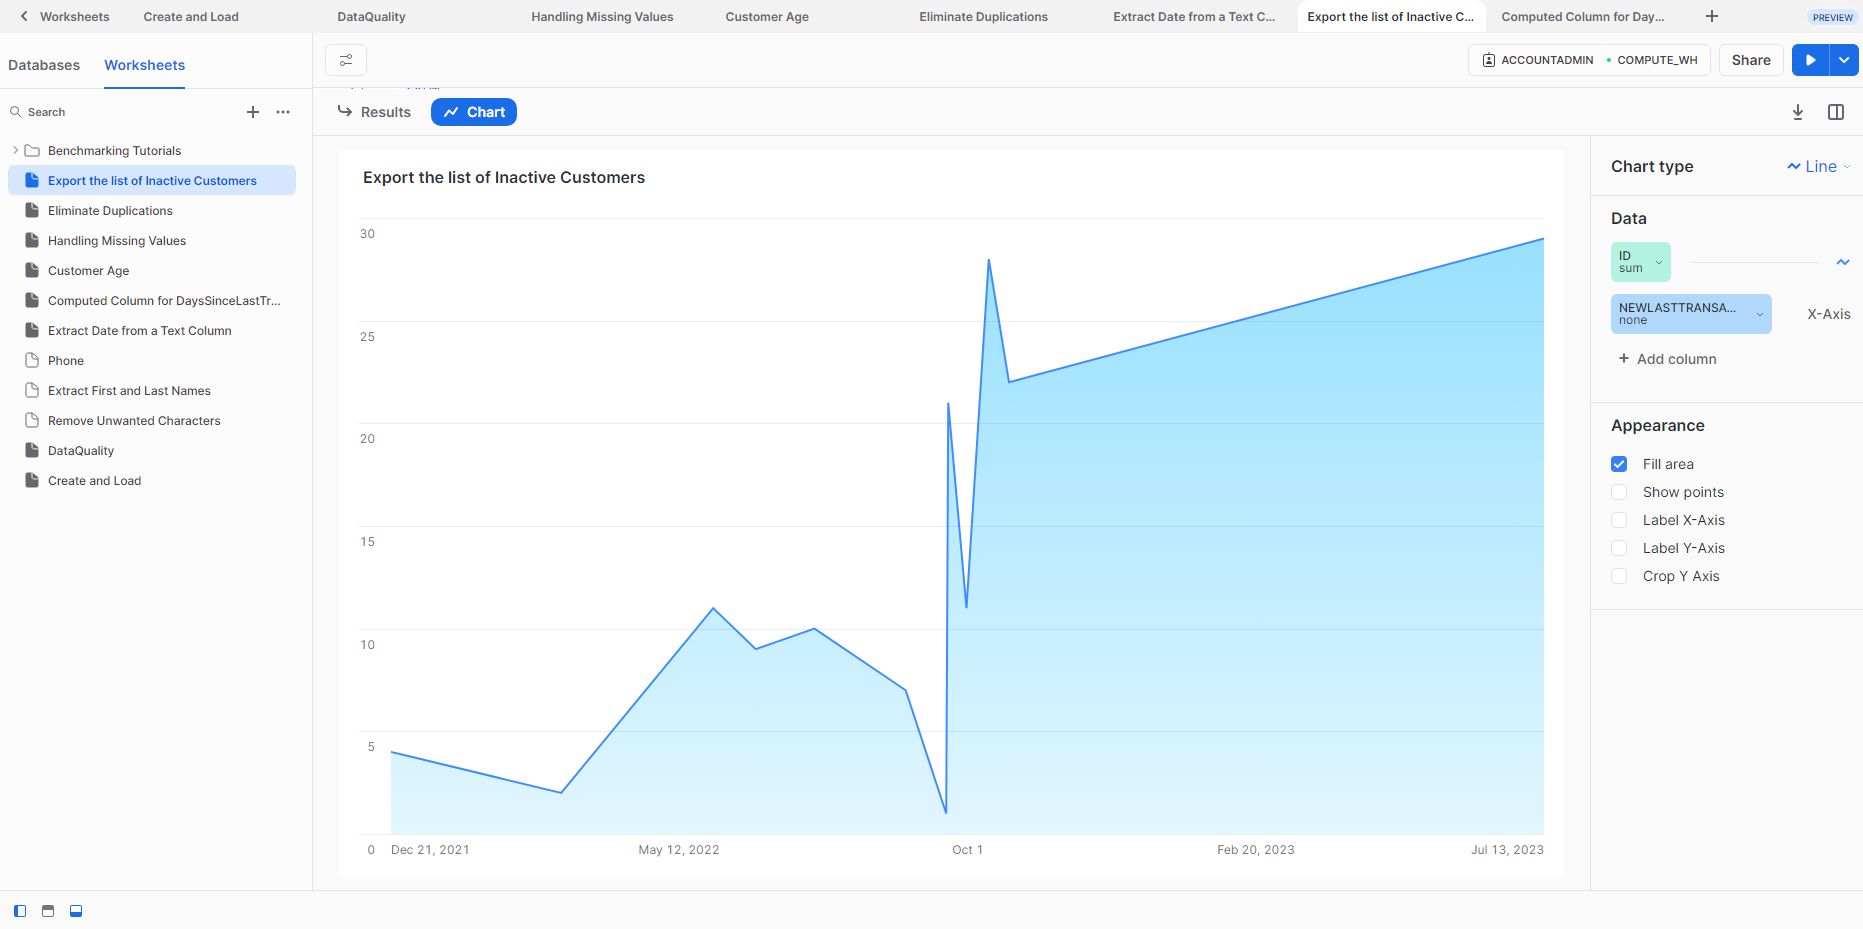 Worksheets
Create and Load
DataQuality
Handling Missing Values
Customer Age
Eliminate Duplications
Extract Date from a Text C...
Export the list of Inactive C...
Computed Column for Day...
PREVIEW
Databases
Worksheets
ACCOUNTADMIN
COMPUTE_WH
Share
Search
Results
Chart
Benchmarking Tutorials
Export the list of Inactive Customers
Eliminate Duplications
Handling Missing Values
Customer Age
Computed Column for DaysSinceLastTr...
Extract Date from a Text Column
Phone
Extract First and Last Names
Remove Unwanted Characters
DataQuality
Create and Load
Export the list of Inactive Customers
30
25
20
15
10
5
0
Dec 21, 2021
May 12, 2022
Oct 1
Feb 20, 2023
Jul 13, 2023
Chart type
Line
Data
ID
sum
NEWLASTTRANSA...
none
X-Axis
+ Add column
Appearance
Fill area
Show points
Label X-Axis
Label Y-Axis
Crop Y Axis